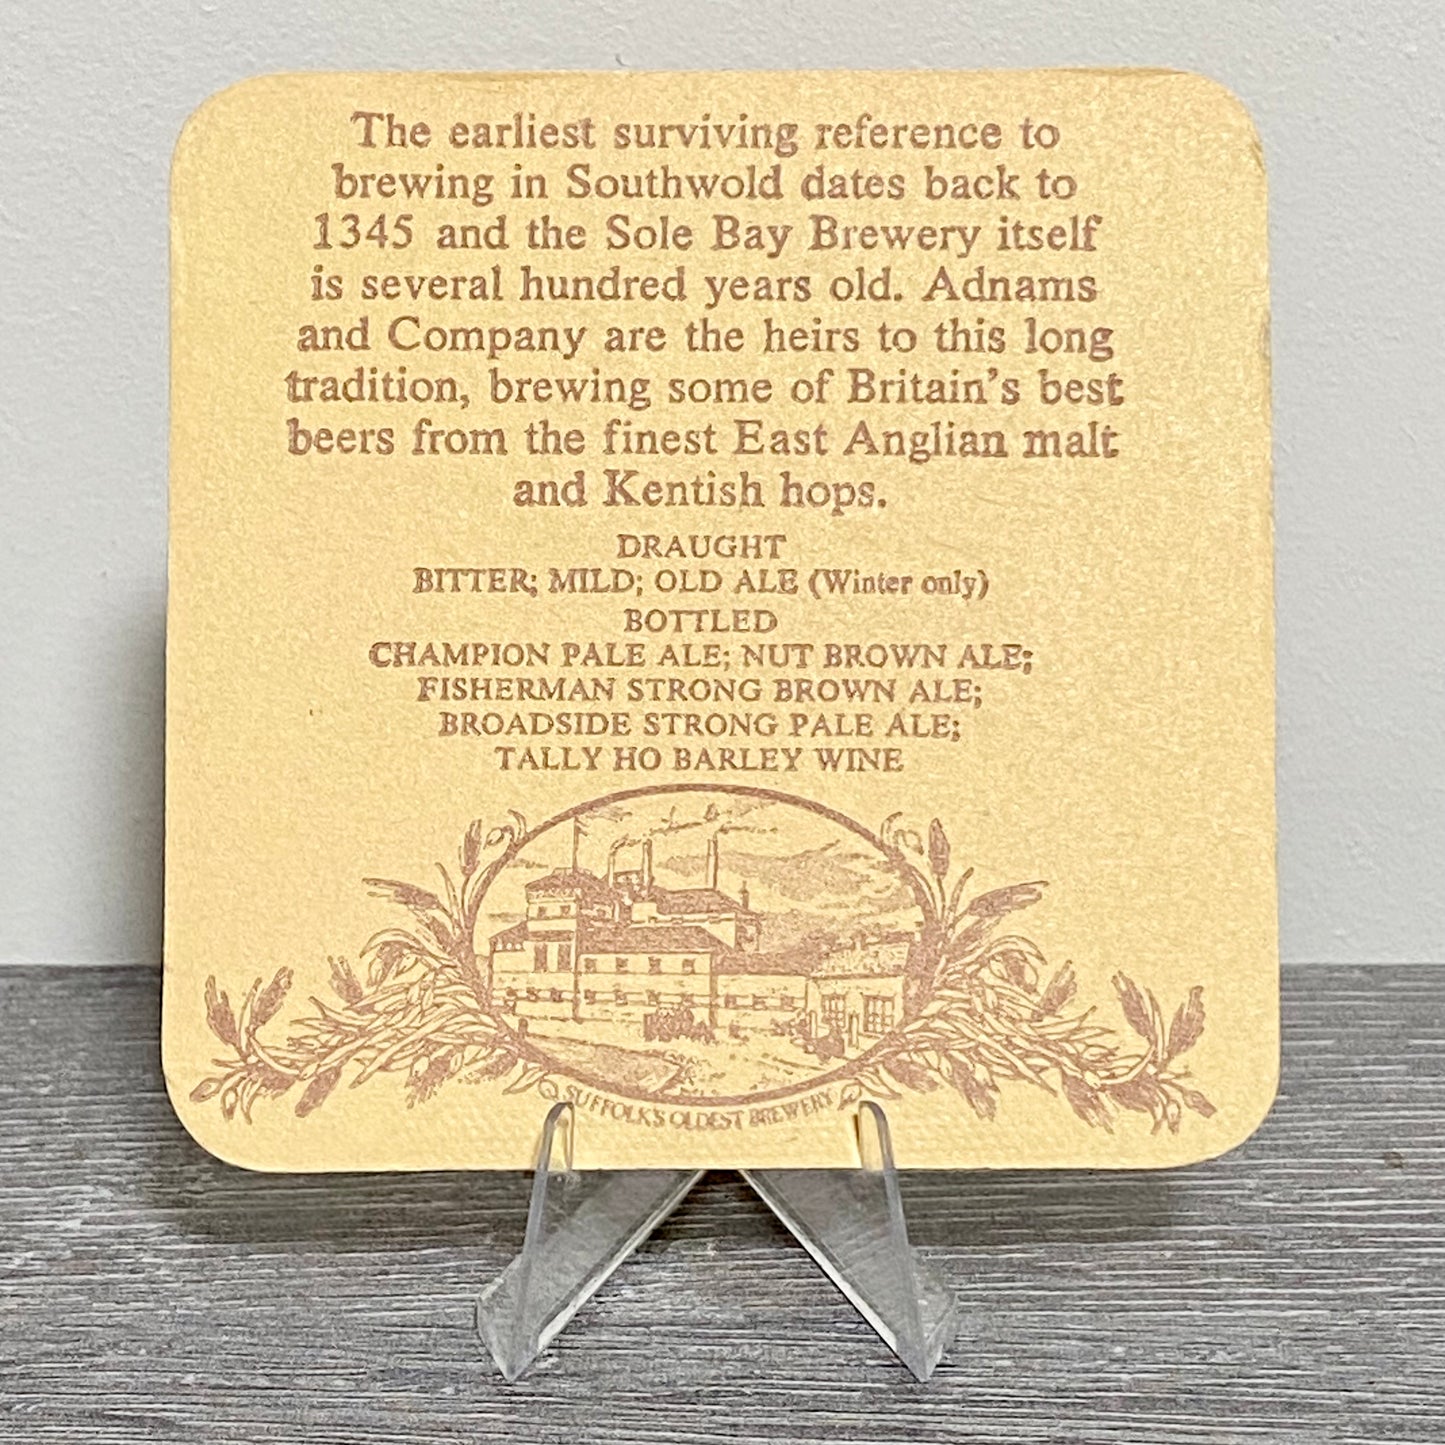 The earliest surviving reference to
brewing in Southwold dates back to
1345 and the Sole Bay Brewery itself
is several hundred years old. Adnams
and Company are the heirs to this long
tradition, brewing some of Britain's best
beers from the finest East Anglian malt
and Kentish hops.
DRAUGHT
BITTER; MILD; OLD ALE (Winter only)
BOTTLED
CHAMPION PALE ALE; NUT BROWN ALE;
FISHERMAN STRONG BROWN ALE;
BROADSIDE STRONG PALE ALE;
TALLY HO BARLEY WINE
SUFFOLK'S OLDEST BREWERY